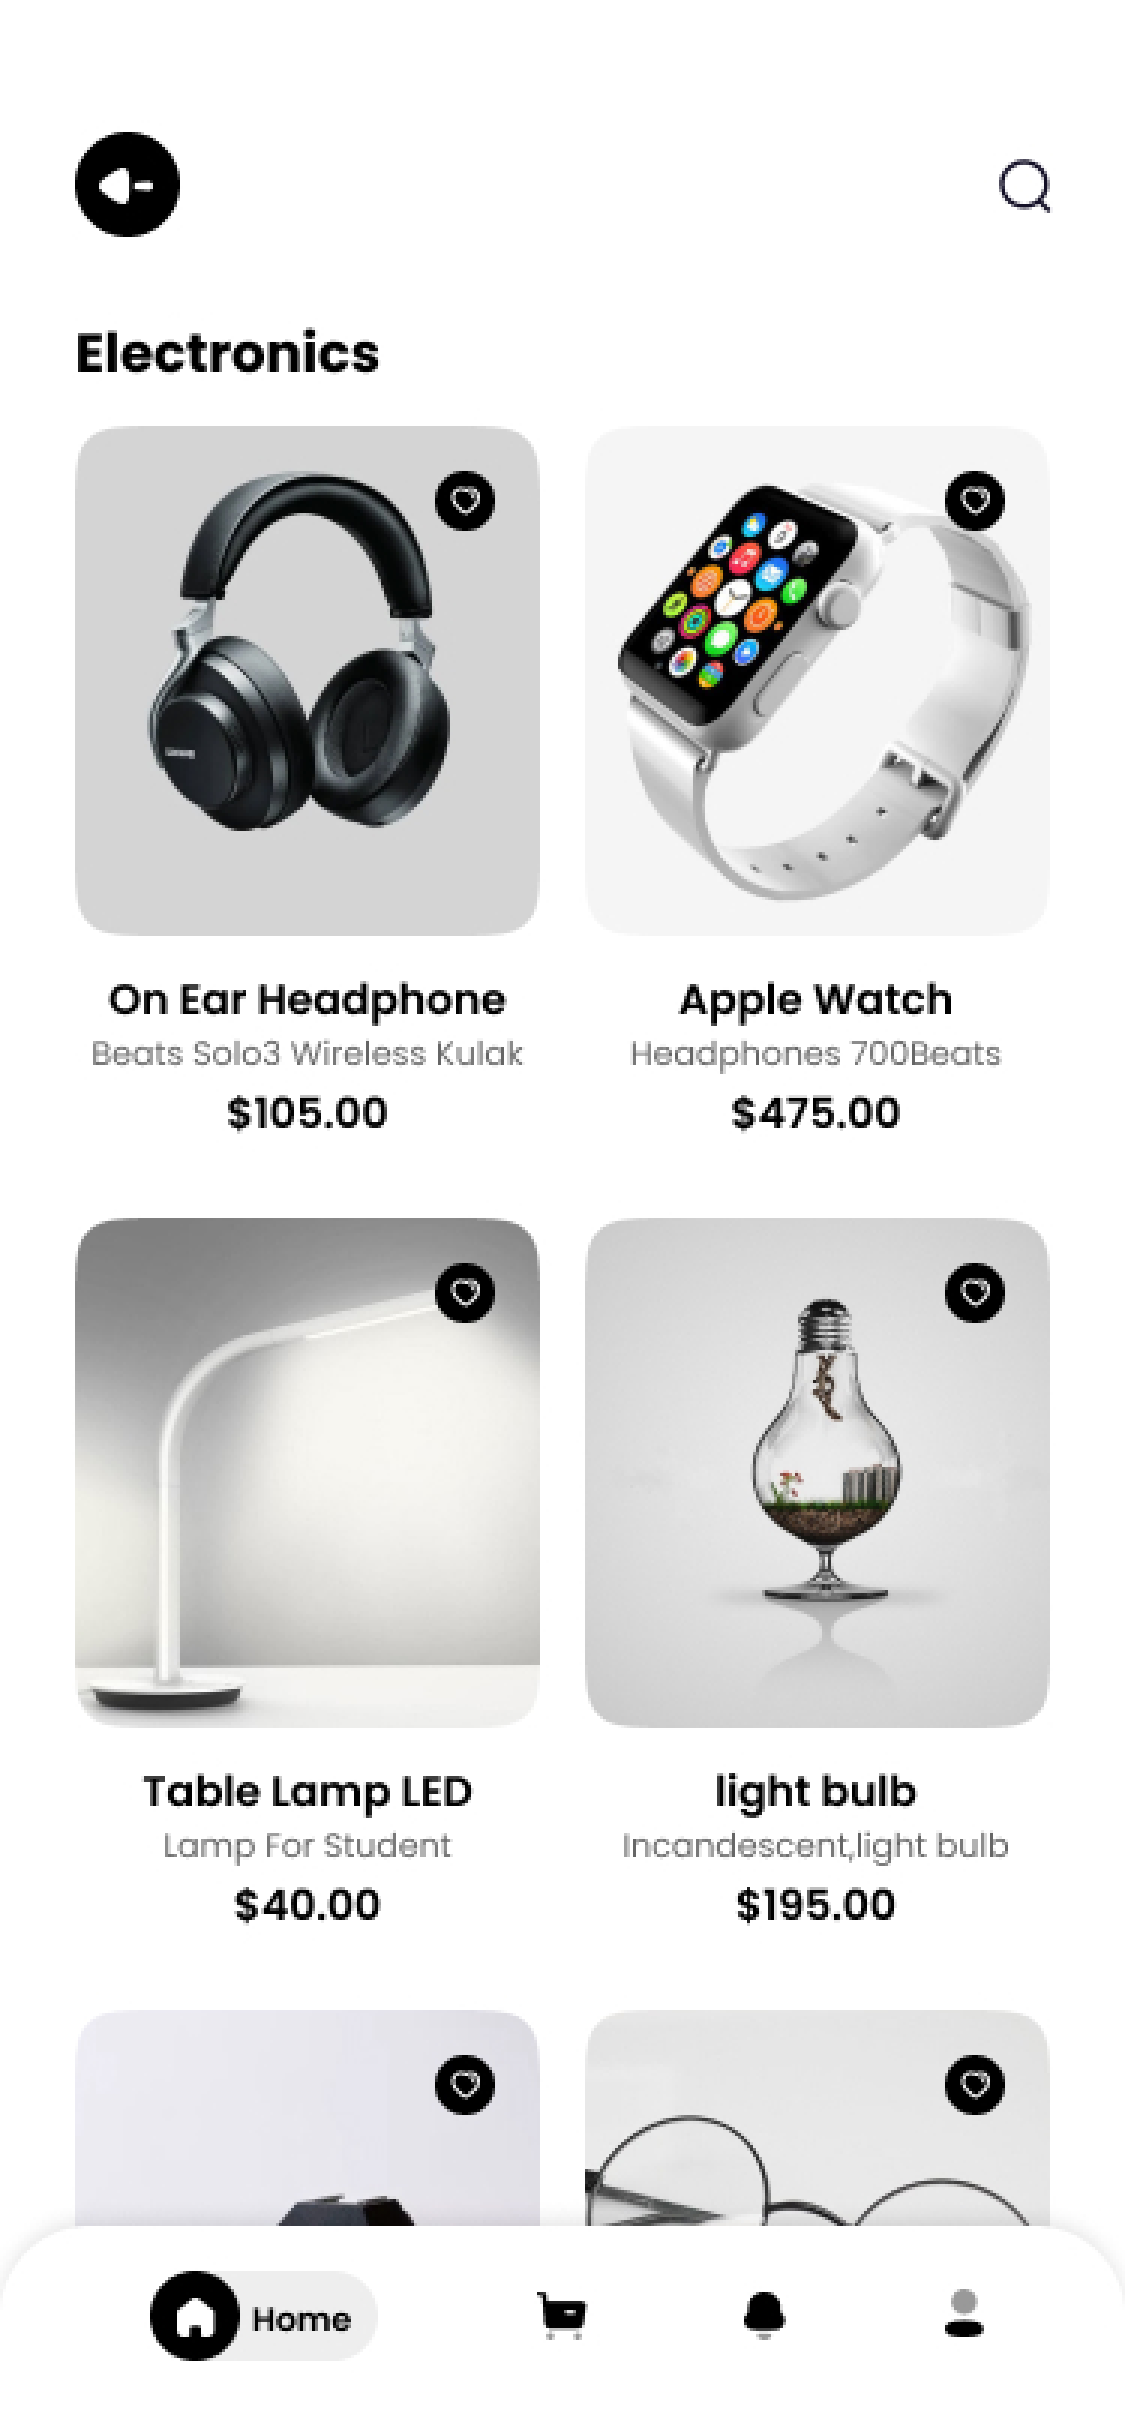 Electronics
On Ear Headphone
Beats Solo3 Wireless Kulak
$105.00
Apple Watch
Headphones 700Beats
$475.00
Table Lamp LED
Lamp For Student
$40.00
light bulb
Incandescent,light bulb
$195.00
Home